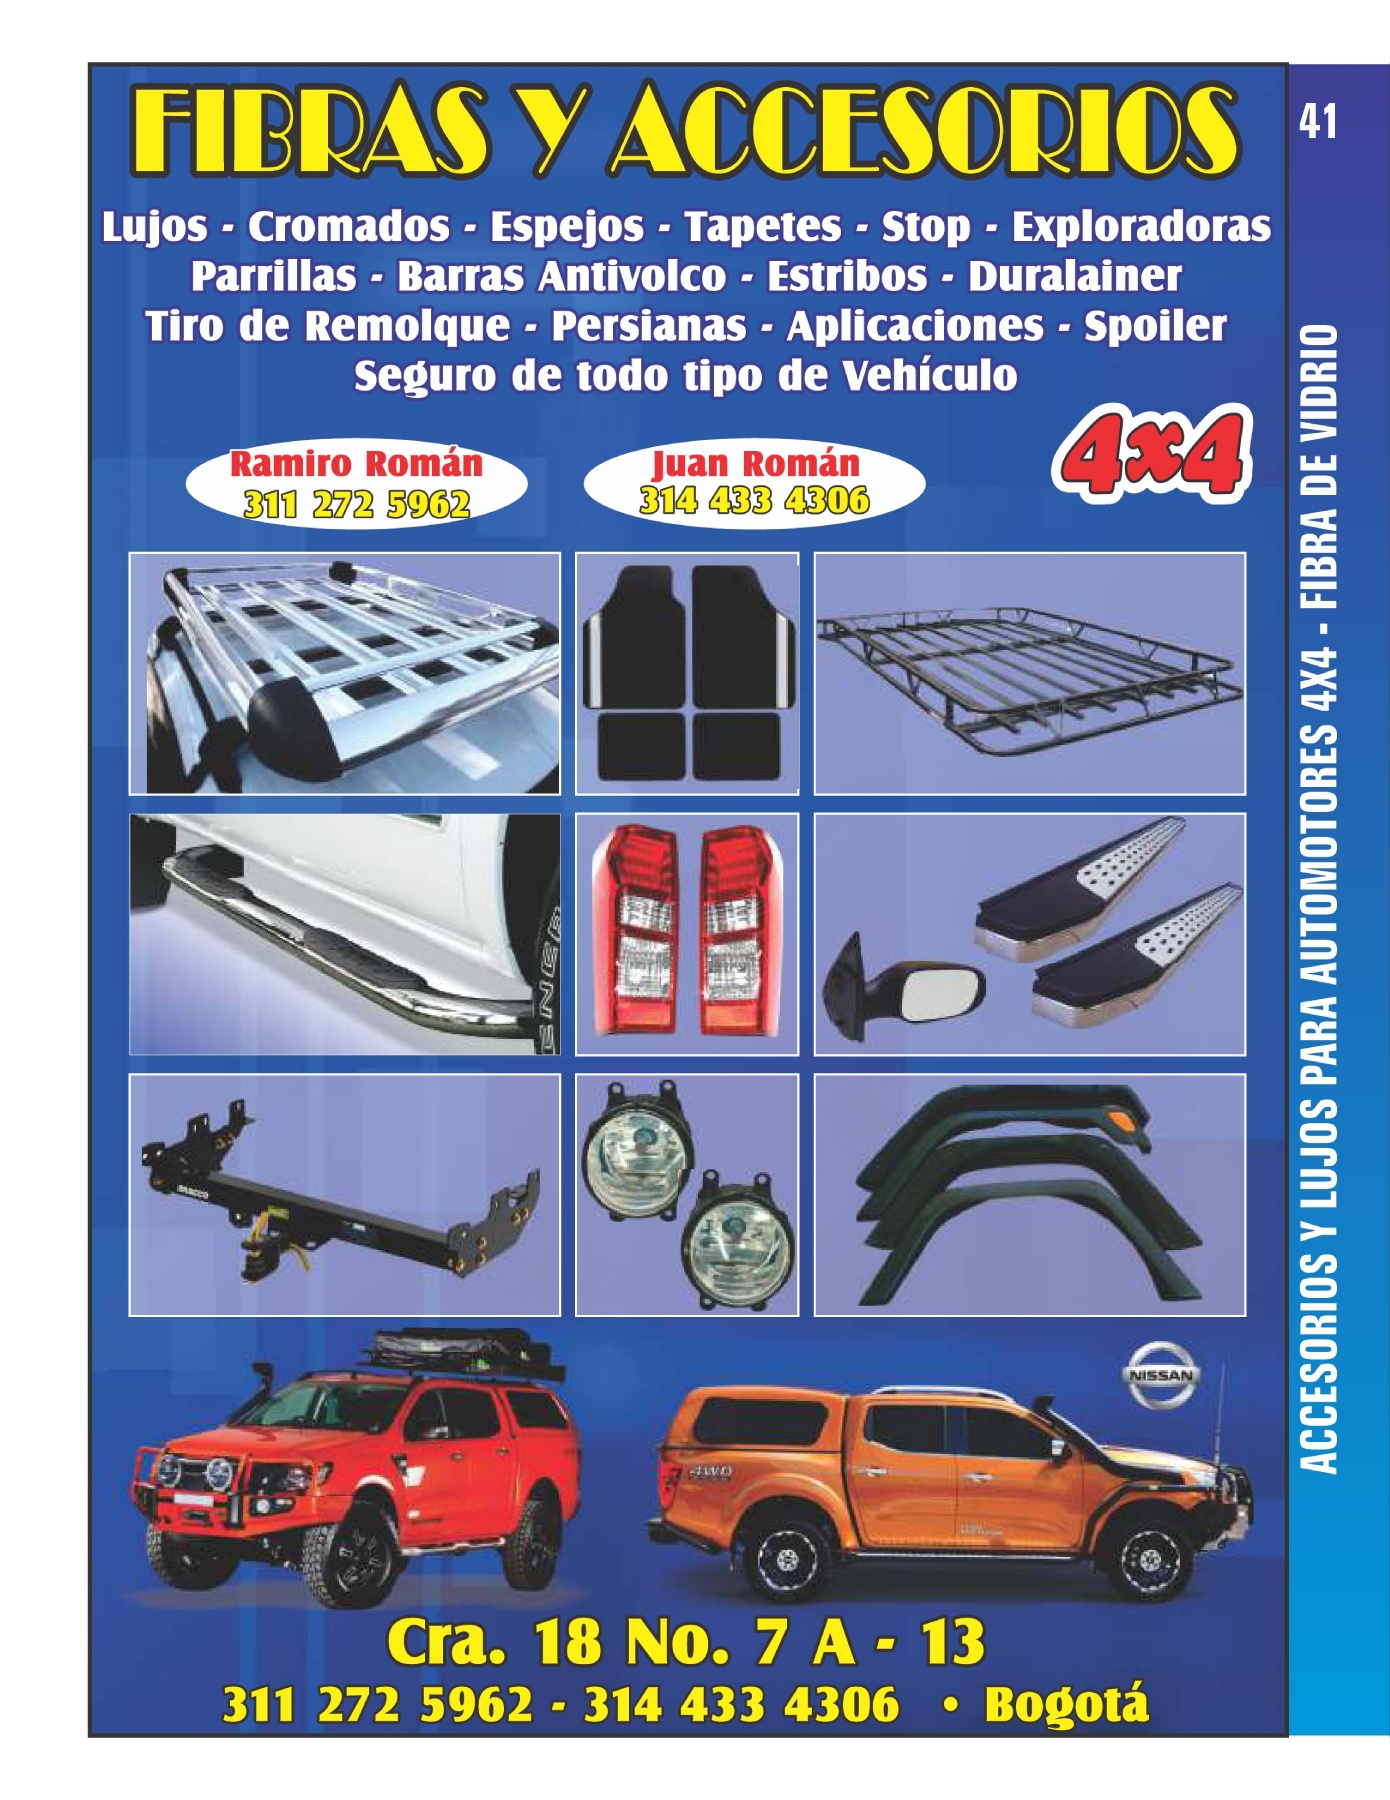 FIBRAS Y ACCESORIOS
Lujos - Cromados - Espejos - Tapetes - Stop - Exploradoras
Parrillas - Barras Antivolco - Estribos - Duralainer
Tiro de Remolque - Persianas - Aplicaciones - Spoiler
Seguro de todo tipo de Vehículo
4x4
Ramiro Román
311 272 5962
Juan Román
314 433 4306
BRACCO
NISSAN
4WD
Cra. 18 No. 7 A - 13
311 272 5962 - 314 433 4306 • Bogotá
41
ACCESORIOS Y LUJOS PARA AUTOMOTORES 4X4 - FIBRA DE VIDRIO